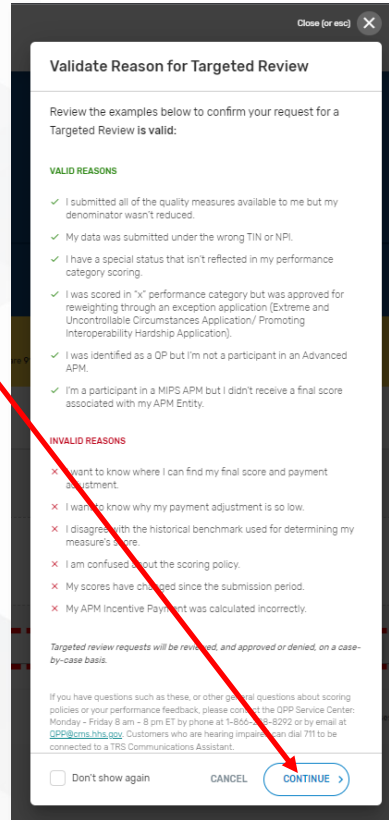 Close (or esc)
Validate Reason for Targeted Review
Review the examples below to confirm your request for a
Targeted Review is valid:
VALID REASONS
I submitted all of the quality measures available to me but my
denominator wasn't reduced.
My data was submitted under the wrong TIN or NPI.
I have a special status that isn't reflected in my performance
category scoring.
I was scored in "x" performance category but was approved for
reweighting through an exception application (Extreme and
Uncontrollable Circumstances Application/ Promoting
Interoperability Hardship Application).
I was identified as a QP but I'm not a participant in an Advanced
APM.
I'm a participant in a MIPS APM but I didn't receive a final score
associated with my APM Entity.
INVALID REASONS
I want to know where I can find my final score and payment
adjustment.
I want to know why my payment adjustment is so low.
I disagree with the historical benchmark used for determining my
measure's score.
I am confused about the scoring policy.
My scores have changed since the submission period.
My APM Incentive Payment was calculated incorrectly.
Targeted review requests will be reviewed, and approved or denied, on a case-
by-case basis.
If you have questions such as these, or other general questions about scoring
policies or your performance feedback, please contact the QPP Service Center:
Monday - Friday 8 am - 8 pm ET by phone at 8292 or by email at
QPP@cms.hhs.gov. Customers who are hearing impaired can dial 711 to be
connected to a TRS Communications Assistant.
Don't show again
CANCEL
CONTINUE